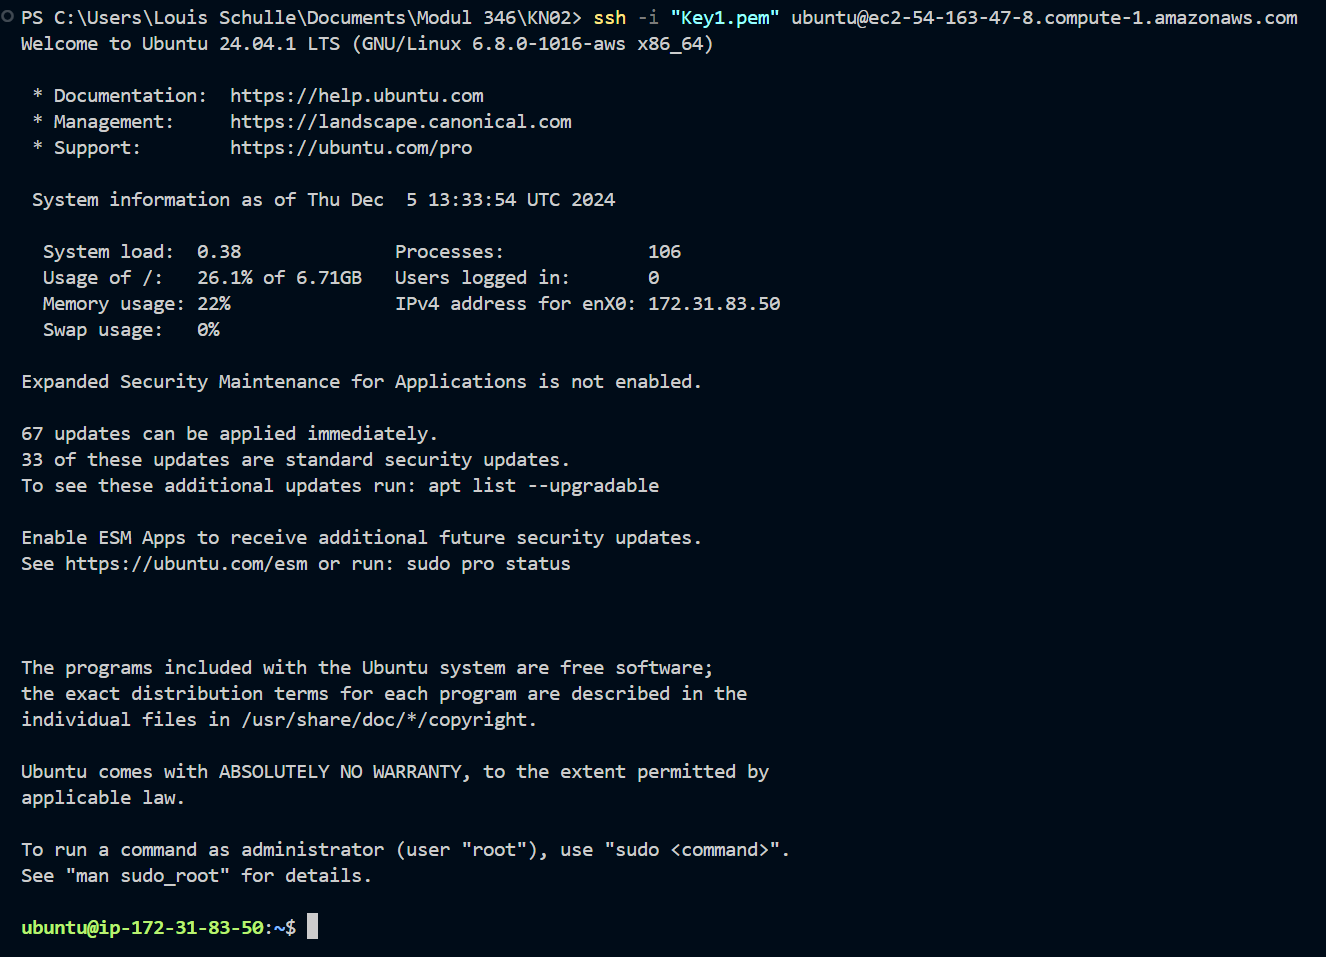 PS C:\Users\Louis Schulle\Documents\Modul 346\KN02> ssh -i "Key1.pem" ubuntu@ec2-54-163-47-8.compute-1.amazonaws.com
Welcome to Ubuntu 24.04.1 LTS (GNU/Linux 6.8.0-1016-aws x86_64)

 * Documentation:  https://help.ubuntu.com
 * Management:     https://landscape.canonical.com
 * Support:        https://ubuntu.com/pro

 System information as of Thu Dec  5 13:33:54 UTC 2024

  System load:  0.38              Processes:             106
  Usage of /:   26.1% of 6.71GB   Users logged in:       0
  Memory usage: 22%               IPv4 address for enX0: 172.31.83.50
  Swap usage:   0%

Expanded Security Maintenance for Applications is not enabled.

67 updates can be applied immediately.
33 of these updates are standard security updates.
To see these additional updates run: apt list --upgradable

Enable ESM Apps to receive additional future security updates.
See https://ubuntu.com/esm or run: sudo pro status

The programs included with the Ubuntu system are free software;
the exact distribution terms for each program are described in the
individual files in /usr/share/doc/*/copyright.

Ubuntu comes with ABSOLUTELY NO WARRANTY, to the extent permitted by
applicable law.

To run a command as administrator (user "root"), use "sudo <command>".
See "man sudo_root" for details.

ubuntu@ip-172-31-83-50:~$